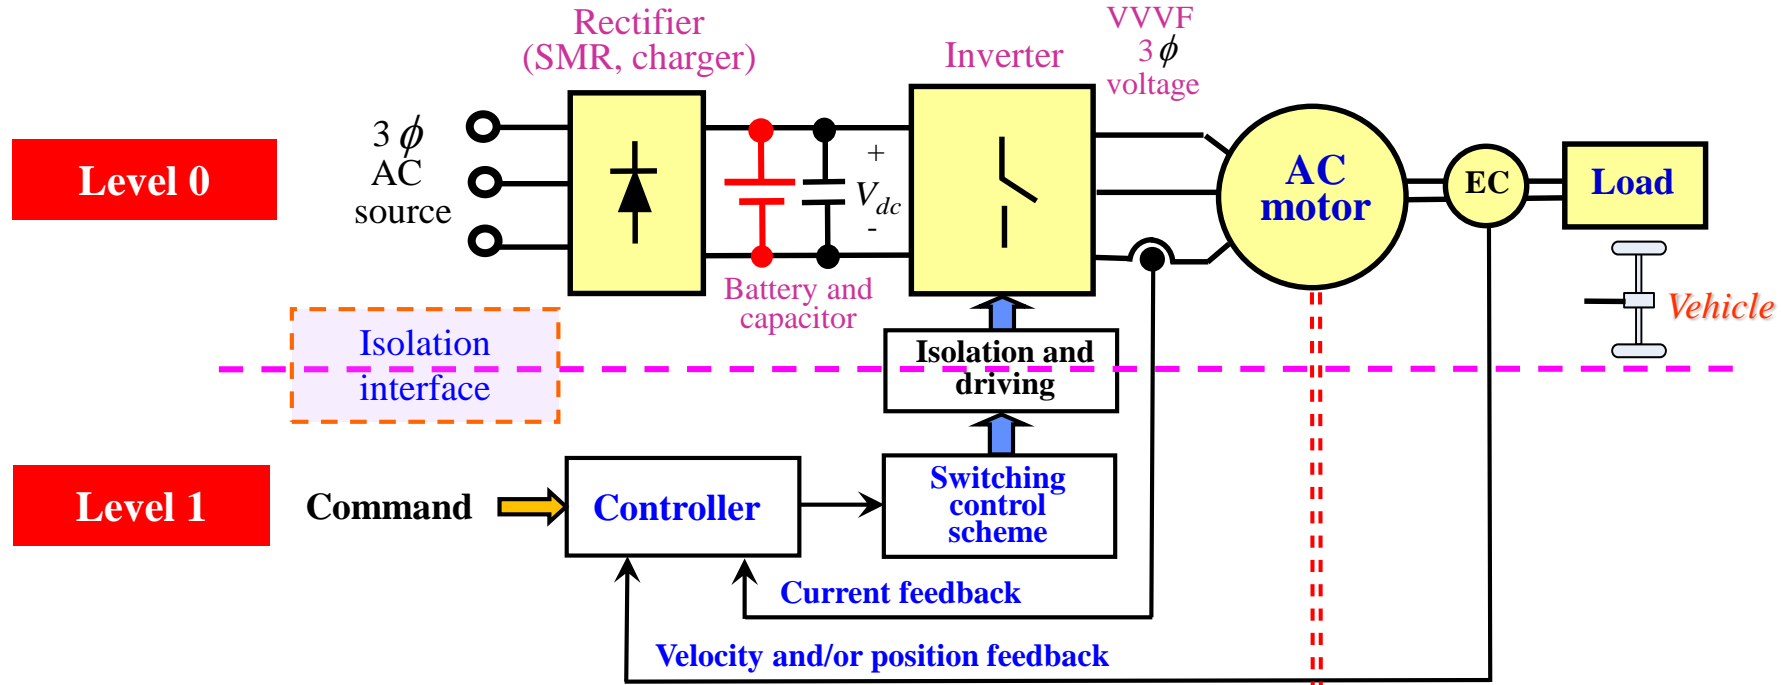 Rectifier
(SMR, charger)
Inverter
VVVF
3 ϕ
voltage
Level 0
3 ϕ
AC
source
+
V_dc
-
AC
motor
EC
Load
Battery and
capacitor
Vehicle
Isolation
interface
Isolation and
driving
Level 1
Command
Controller
Switching
control
scheme
Current feedback
Velocity and/or position feedback